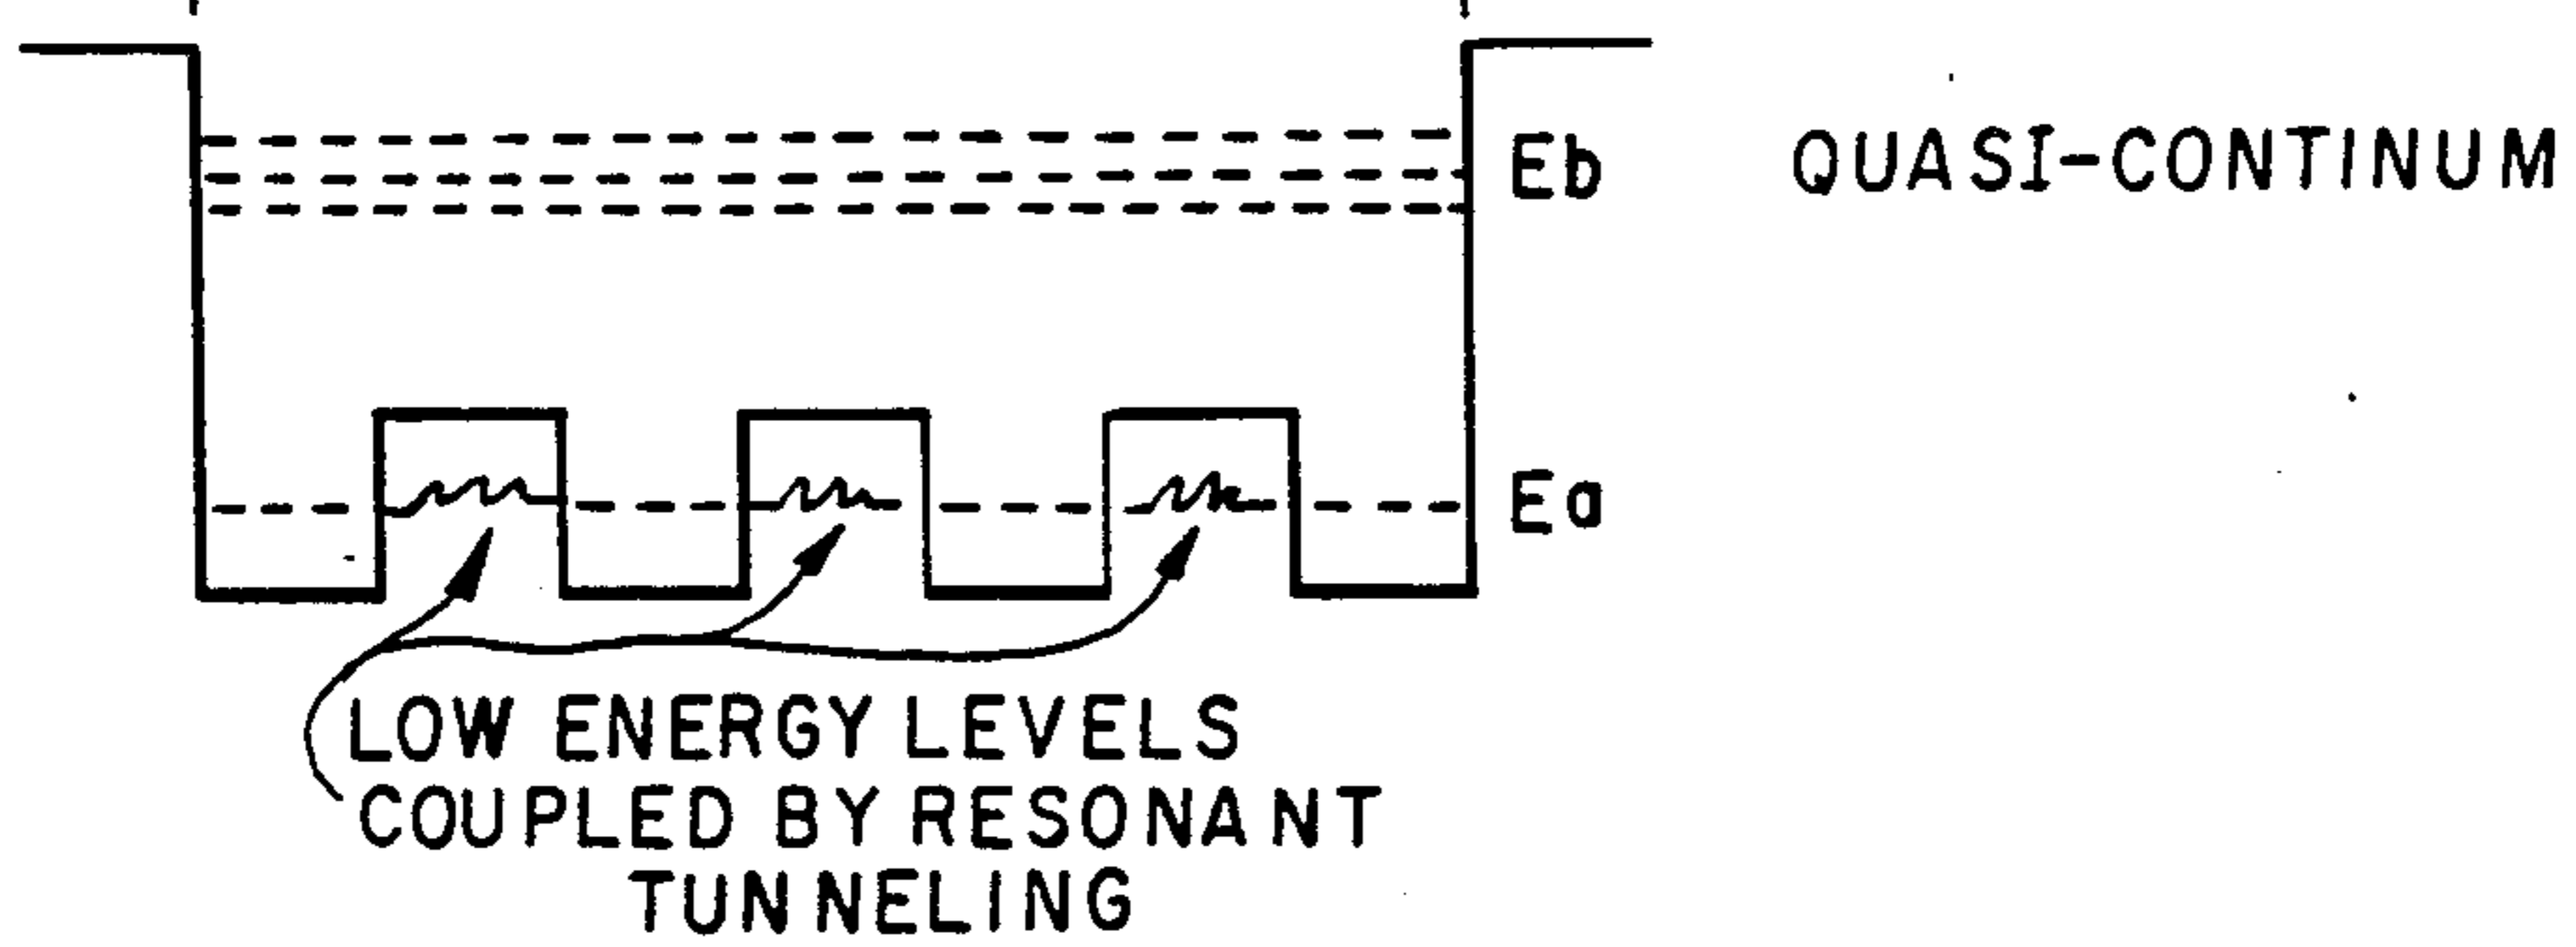 Eb QUASI-CONTINUM
Ea
LOW ENERGY LEVELS
COUPLED BY RESONANT
TUNNELING